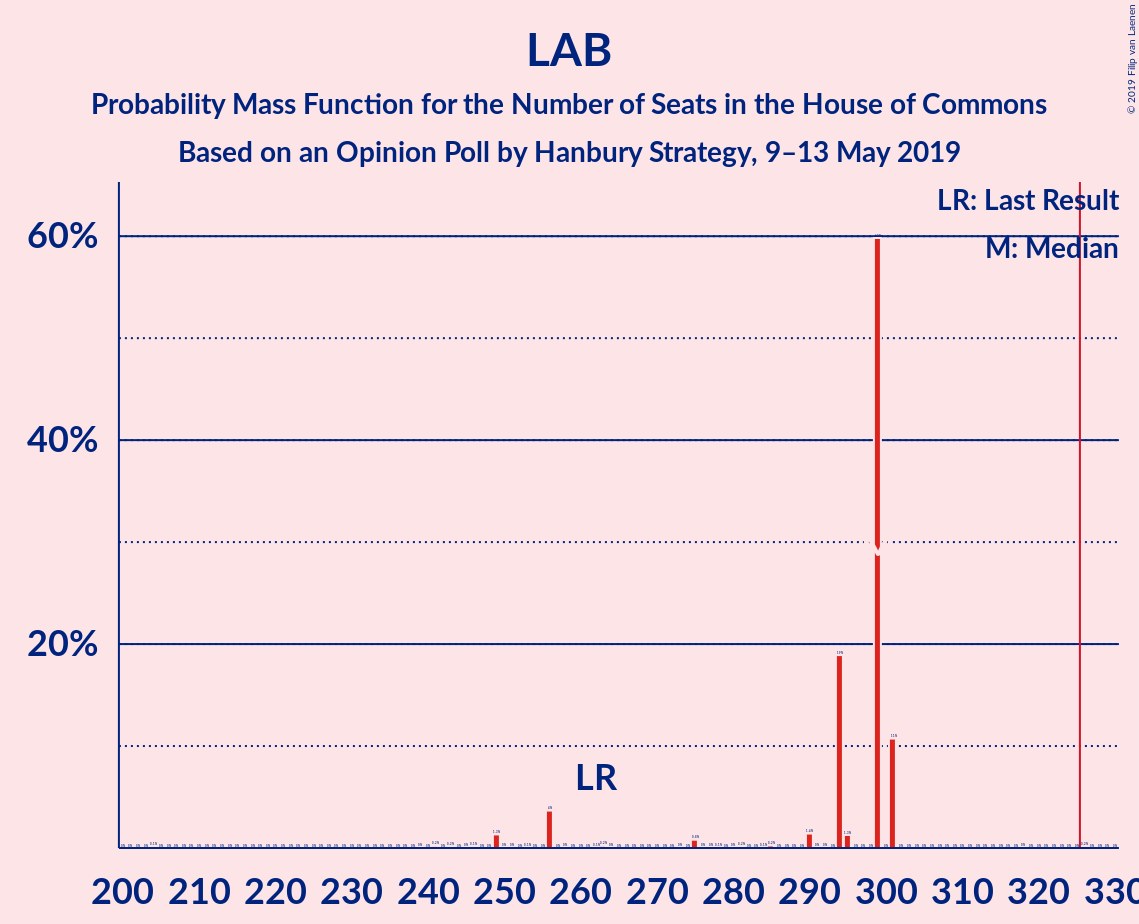 LAB
Probability Mass Function for the Number of Seats in the House of Commons
Based on an Opinion Poll by Hanbury Strategy, 9–13 May 2019
© 2019 Filip van Laenen
LR: Last Result
M: Median
60%
40%
20%
LR
200 210 220 230 240 250 260 270 280 290 300 310 320 330